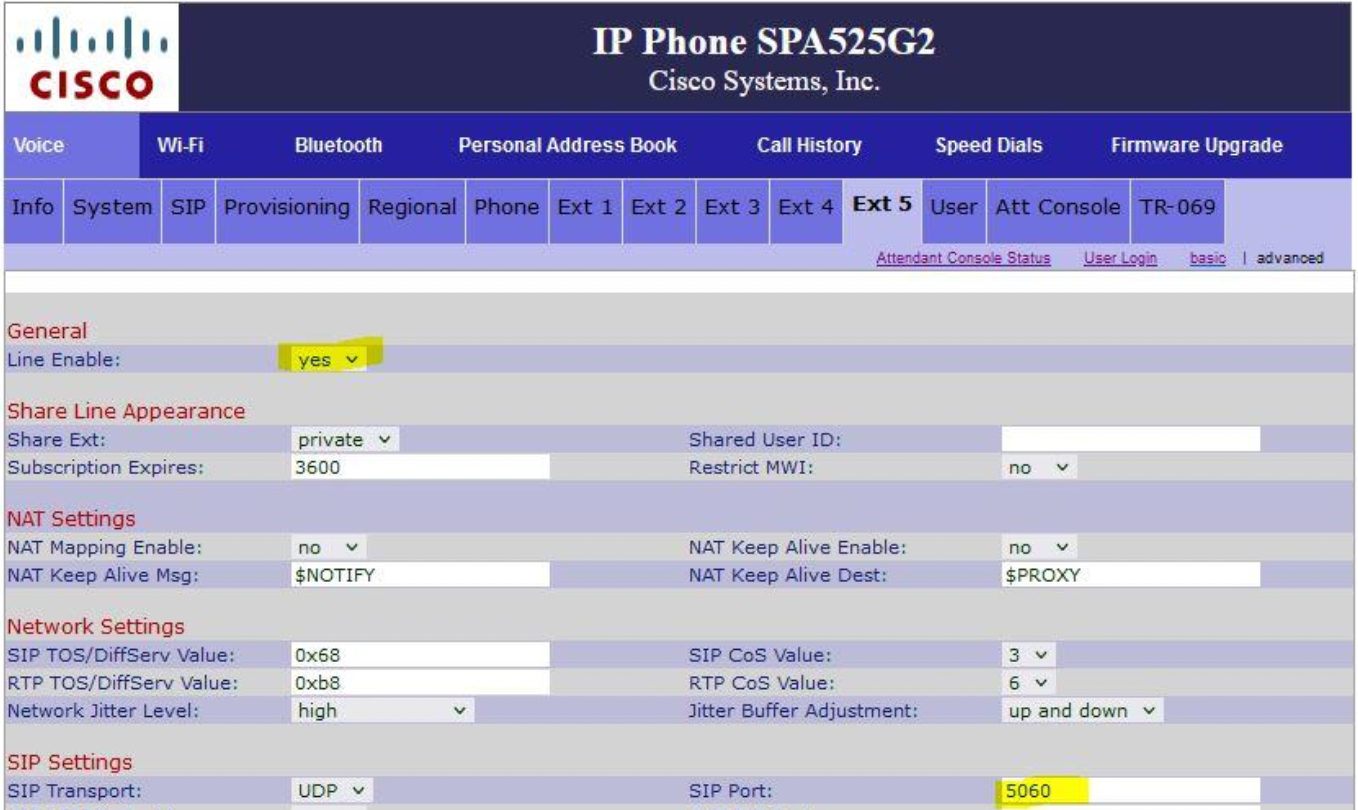 CISCO
IP Phone SPA525G2
Cisco Systems, Inc.
Voice Wi-Fi Bluetooth Personal Address Book Call History Speed Dials Firmware Upgrade
Info System SIP Provisioning Regional Phone Ext 1 Ext 2 Ext 3 Ext 4 Ext 5 User Att Console TR-069
Attendant Console Status User Login basic | advanced
General
Line Enable: yes
Share Line Appearance
Share Ext: private Shared User ID:
Subscription Expires: 3600 Restrict MWI: no
NAT Settings
NAT Mapping Enable: no NAT Keep Alive Enable: no
NAT Keep Alive Msg: $NOTIFY NAT Keep Alive Dest: $PROXY
Network Settings
SIP TOS/DiffServ Value: 0x68 SIP CoS Value: 3
RTP TOS/DiffServ Value: 0xb8 RTP CoS Value: 6
Network Jitter Level: high Jitter Buffer Adjustment: up and down
SIP Settings
SIP Transport: UDP SIP Port: 5060